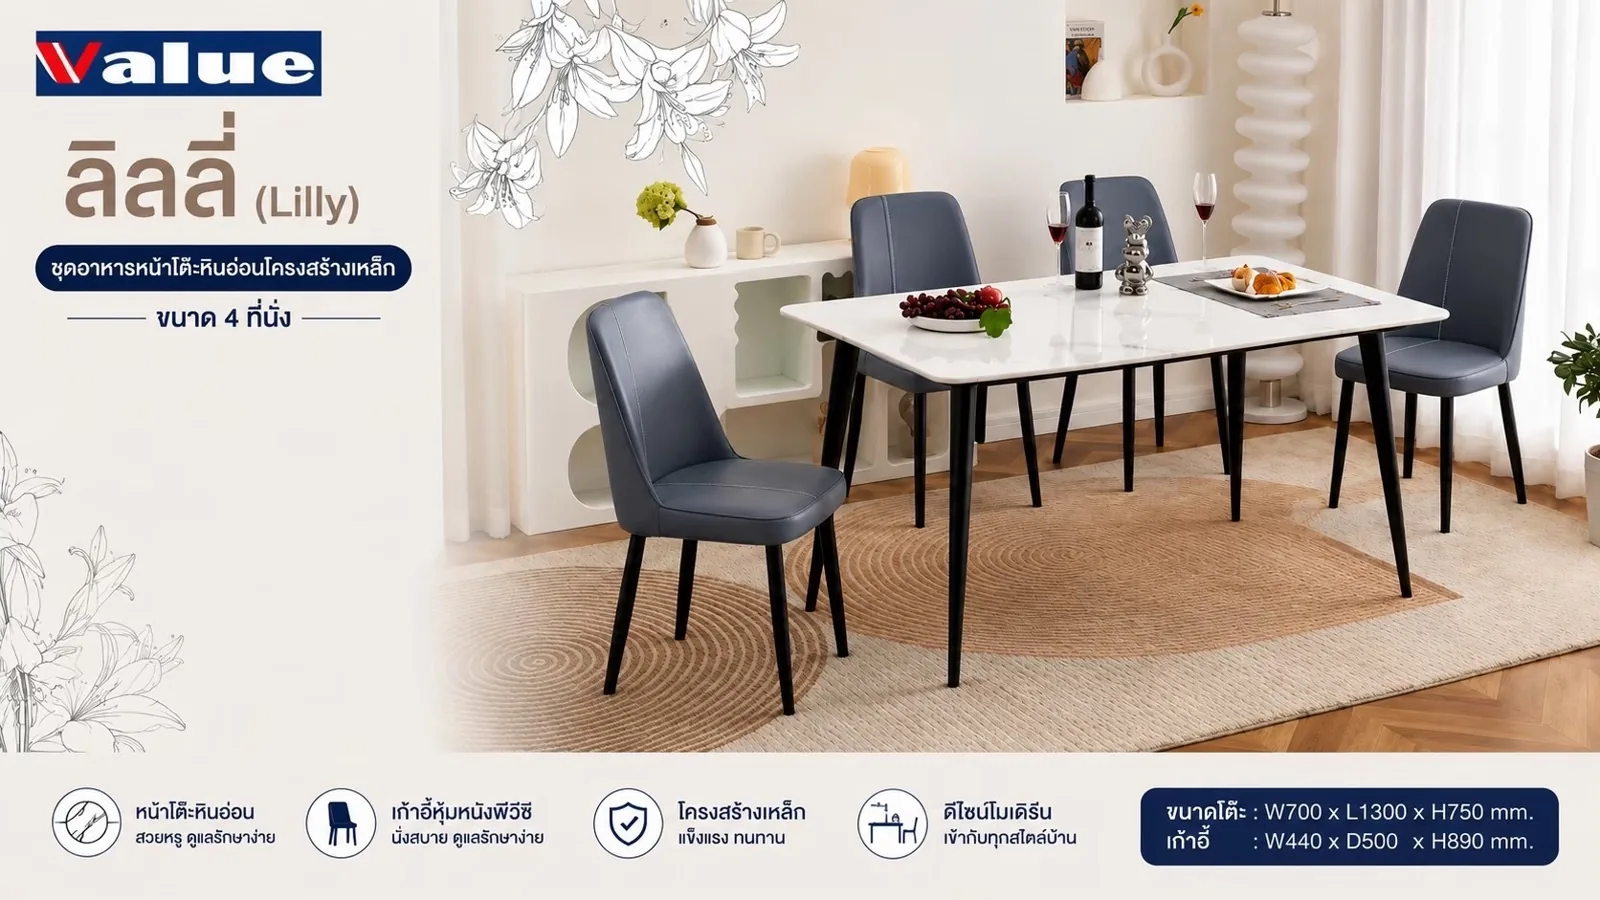 Value
ลิลลี่ (Lilly)
ชุดอาหารหน้าโต๊ะหินอ่อนโครงสร้างเหล็ก
ขนาด 4 ที่นั่ง
หน้าโต๊ะหินอ่อน
สวยหรู ดูแลรักษาง่าย
เก้าอี้หุ้มหนังพีวีซี
นั่งสบาย ดูแลรักษาง่าย
โครงสร้างเหล็ก
แข็งแรง ทนทาน
ดีไซน์โมเดิร์น
เข้ากับทุกสไตล์บ้าน
ขนาดโต๊ะ : W700 x L1300 x H750 mm.
เก้าอี้ : W440 x D500 x H890 mm.